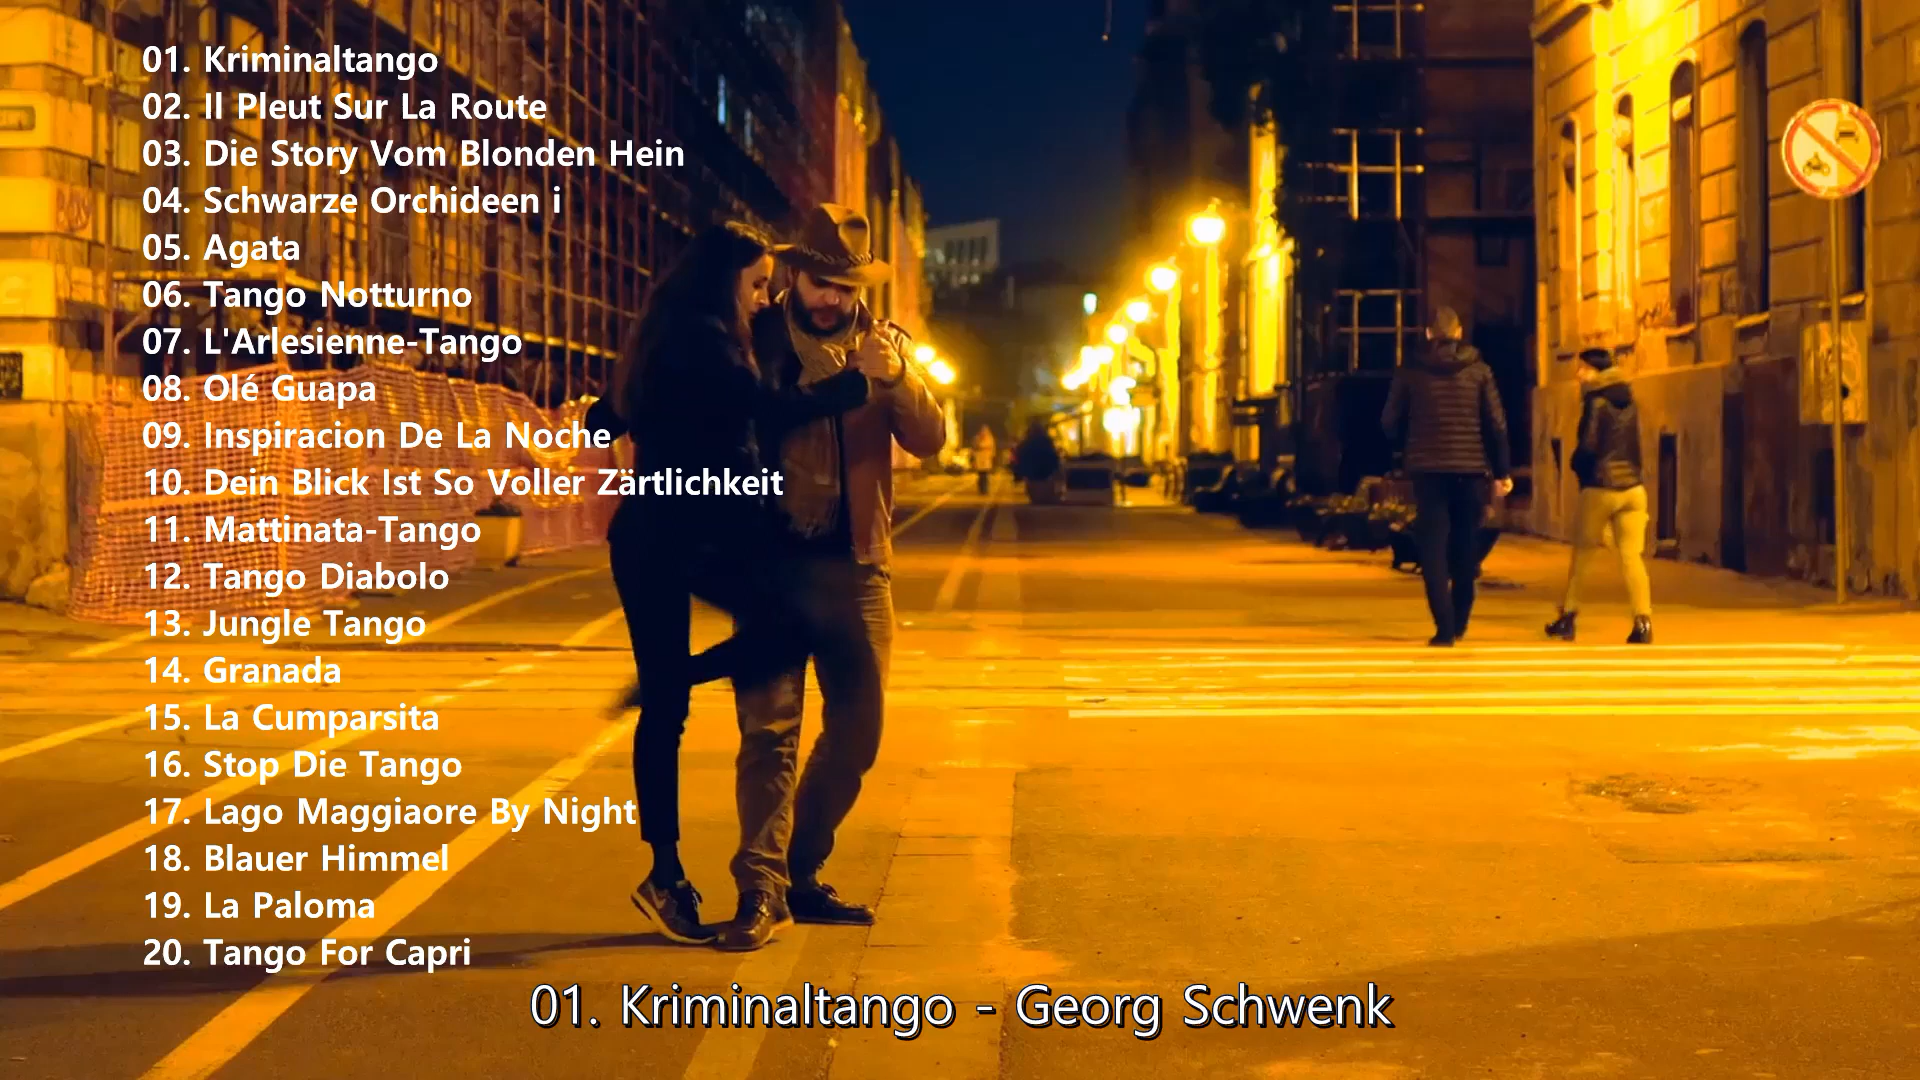 01. Kriminaltango
02. Il Pleut Sur La Route
03. Die Story Vom Blonden Hein
04. Schwarze Orchideen i
05. Agata
06. Tango Notturno
07. L'Arlesienne-Tango
08. Olé Guapa
09. Inspiracion De La Noche
10. Dein Blick Ist So Voller Zärtlichkeit
11. Mattinata-Tango
12. Tango Diabolo
13. Jungle Tango
14. Granada
15. La Cumparsita
16. Stop Die Tango
17. Lago Maggiaore By Night
18. Blauer Himmel
19. La Paloma
20. Tango For Capri
01. Kriminaltango - Georg Schwenk